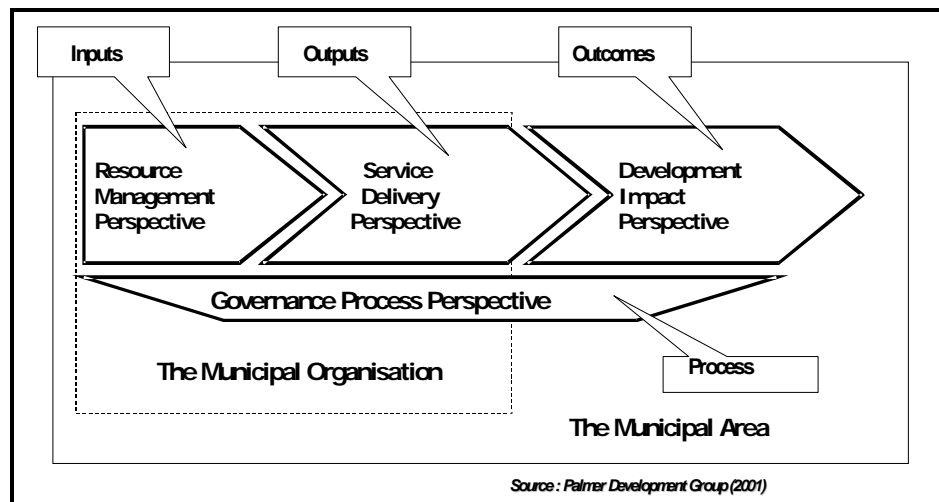 Inputs
Outputs
Outcomes
Resource
Management
Perspective
Service
Delivery
Perspective
Development
Impact
Perspective
Governance Process Perspective
The Municipal Organisation
Process
The Municipal Area
Source : Palmer Development Group (2001)